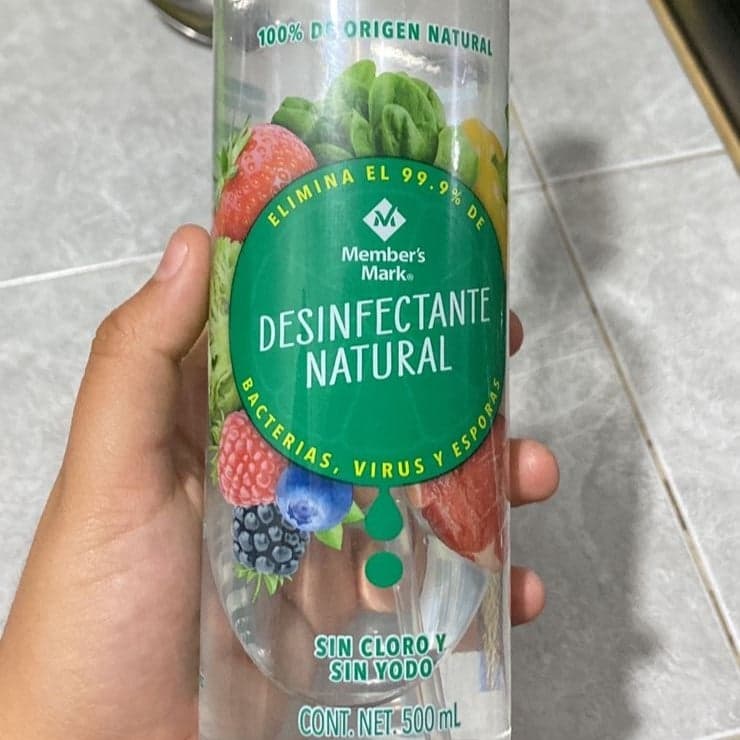 100% DE ORIGEN NATURAL
ELIMINA EL 99.9% DE
Member's
Mark®
DESINFECTANTE
NATURAL
BACTERIAS, VIRUS Y ESPORAS
SIN CLORO Y
SIN YODO
CONT. NET. 500 mL